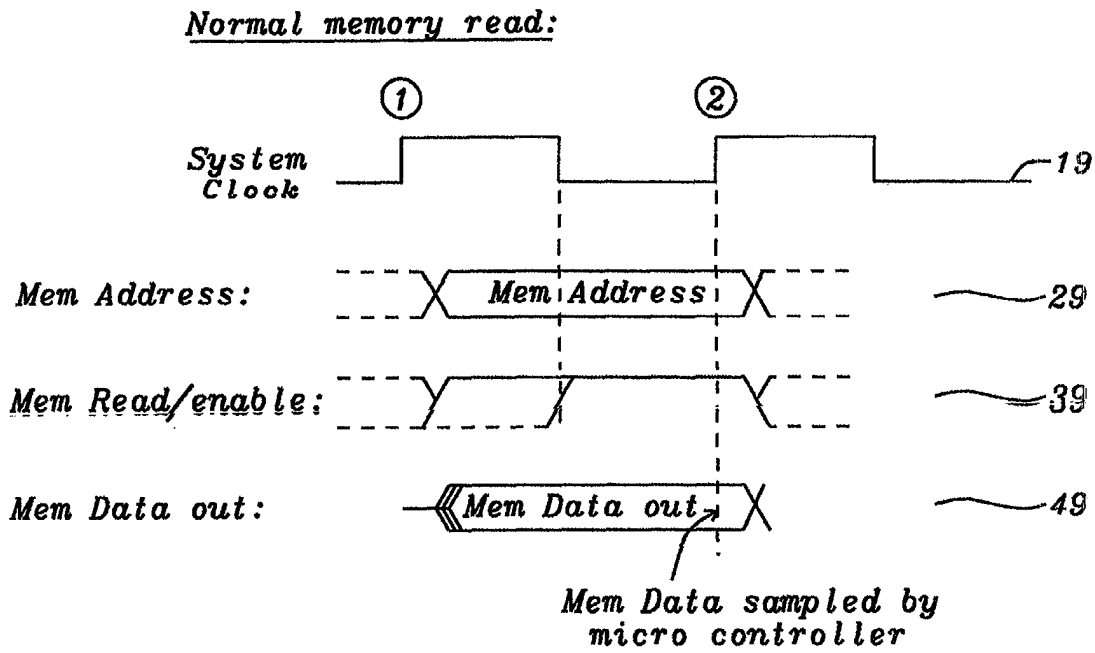 Normal memory read:
1
2
System
Clock
19
Mem Address:
Mem Address
29
Mem Read/enable:
39
Mem Data out:
Mem Data out
49
Mem Data sampled by
micro controller